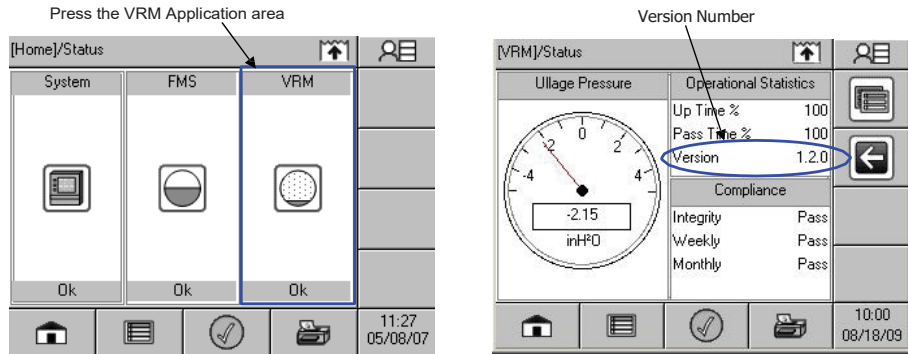 Press the VRM Application area
[Home]/Status
System FMS VRM
Ok Ok Ok
11:27
05/08/07
Version Number
[VRM]/Status
Ullage Pressure
-4 -2 0 2 4
-2.15
inH²O
Operational Statistics
Up Time % 100
Pass Time % 100
Version 1.2.0
Compliance
Integrity Pass
Weekly Pass
Monthly Pass
10:00
08/18/09